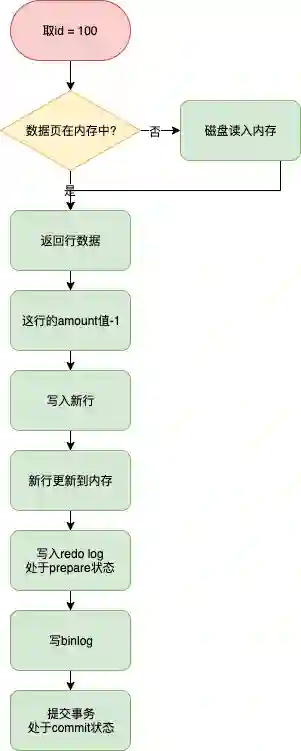 取id = 100
数据页在内存中?
否
磁盘读入内存
是
返回行数据
这行的amount值-1
写入新行
新行更新到内存
写入redo log
处于prepare状态
写binlog
提交事务
处于commit状态